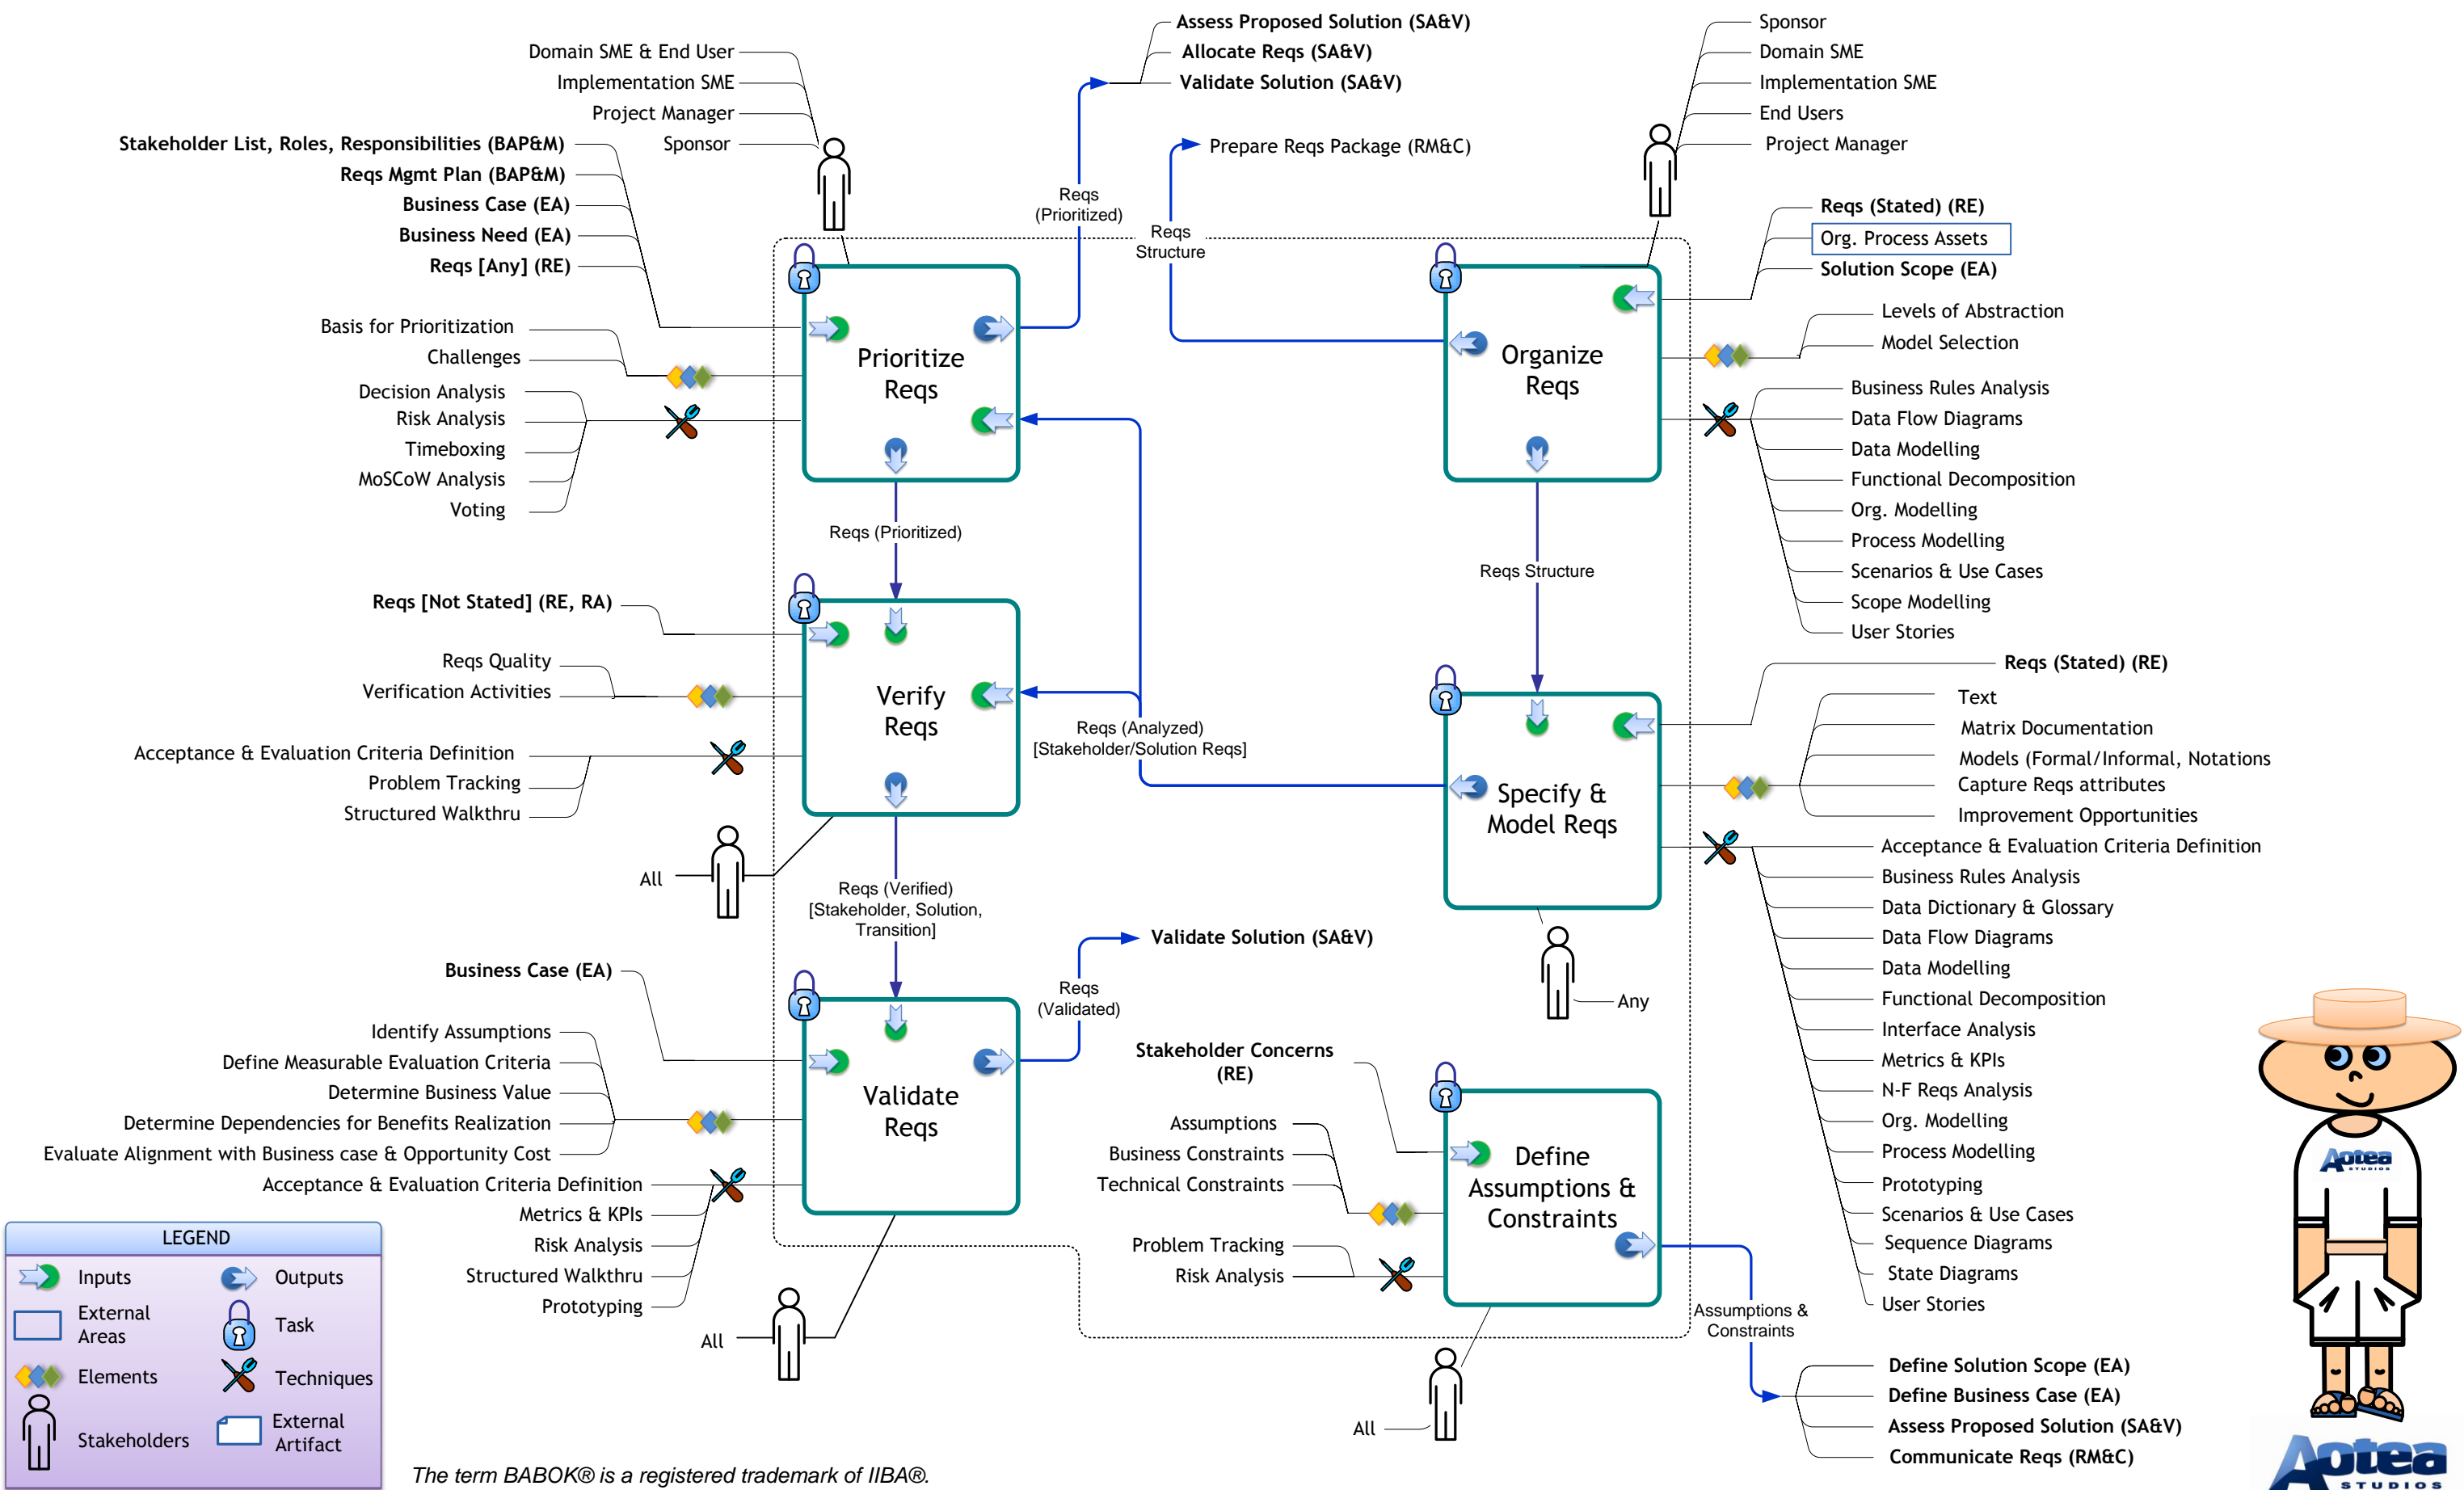 Assess Proposed Solution (SA&V)
Allocate Reqs (SA&V)
Validate Solution (SA&V)
Domain SME & End User
Implementation SME
Project Manager
Sponsor
Sponsor
Domain SME
Implementation SME
End Users
Project Manager
Stakeholder List, Roles, Responsibilities (BAP&M)
Reqs Mgmt Plan (BAP&M)
Business Case (EA)
Business Need (EA)
Reqs [Any] (RE)
Prepare Reqs Package (RM&C)
Reqs
(Prioritized)
Reqs
Structure
Reqs (Stated) (RE)
Org. Process Assets
Solution Scope (EA)
Basis for Prioritization
Challenges
Decision Analysis
Risk Analysis
Timeboxing
MoSCoW Analysis
Voting
Prioritize
Reqs
Organize
Reqs
Levels of Abstraction
Model Selection
Business Rules Analysis
Data Flow Diagrams
Data Modelling
Functional Decomposition
Org. Modelling
Process Modelling
Scenarios & Use Cases
Scope Modelling
User Stories
Reqs (Prioritized)
Reqs Structure
Reqs [Not Stated] (RE, RA)
Reqs Quality
Verification Activities
Acceptance & Evaluation Criteria Definition
Problem Tracking
Structured Walkthru
All
Verify
Reqs
Reqs (Analyzed)
[Stakeholder/Solution Reqs]
Specify &
Model Reqs
Reqs (Stated) (RE)
Text
Matrix Documentation
Models (Formal/Informal, Notations
Capture Reqs attributes
Improvement Opportunities
Acceptance & Evaluation Criteria Definition
Business Rules Analysis
Data Dictionary & Glossary
Data Flow Diagrams
Data Modelling
Functional Decomposition
Interface Analysis
Metrics & KPIs
N-F Reqs Analysis
Org. Modelling
Process Modelling
Prototyping
Scenarios & Use Cases
Sequence Diagrams
State Diagrams
User Stories
Any
Reqs (Verified)
[Stakeholder, Solution,
Transition]
Business Case (EA)
Identify Assumptions
Define Measurable Evaluation Criteria
Determine Business Value
Determine Dependencies for Benefits Realization
Evaluate Alignment with Business case & Opportunity Cost
Acceptance & Evaluation Criteria Definition
Metrics & KPIs
Risk Analysis
Structured Walkthru
Prototyping
All
Validate
Reqs
Reqs
(Validated)
Validate Solution (SA&V)
Stakeholder Concerns
(RE)
Assumptions
Business Constraints
Technical Constraints
Problem Tracking
Risk Analysis
Define
Assumptions &
Constraints
All
Assumptions &
Constraints
Define Solution Scope (EA)
Define Business Case (EA)
Assess Proposed Solution (SA&V)
Communicate Reqs (RM&C)
LEGEND
Inputs
Outputs
External
Areas
Task
Elements
Techniques
Stakeholders
External
Artifact
The term BABOK® is a registered trademark of IIBA®.
Aotea
STUDIOS
Aotea
STUDIOS